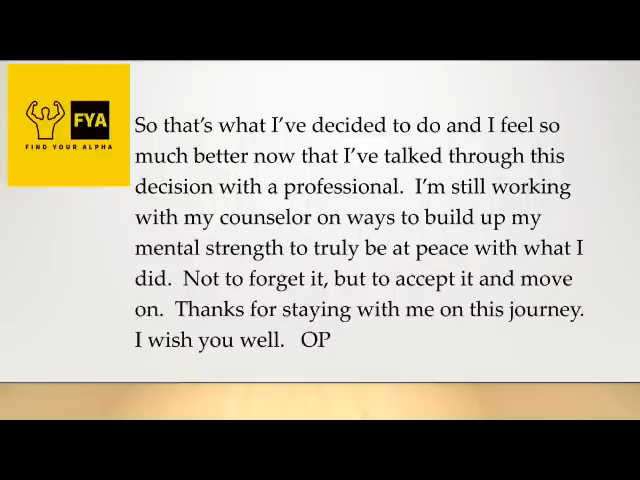 FYA
FIND YOUR ALPHA
So that's what I've decided to do and I feel so
much better now that I've talked through this
decision with a professional.  I'm still working
with my counselor on ways to build up my
mental strength to truly be at peace with what I
did.  Not to forget it, but to accept it and move
on.  Thanks for staying with me on this journey.
I wish you well.   OP